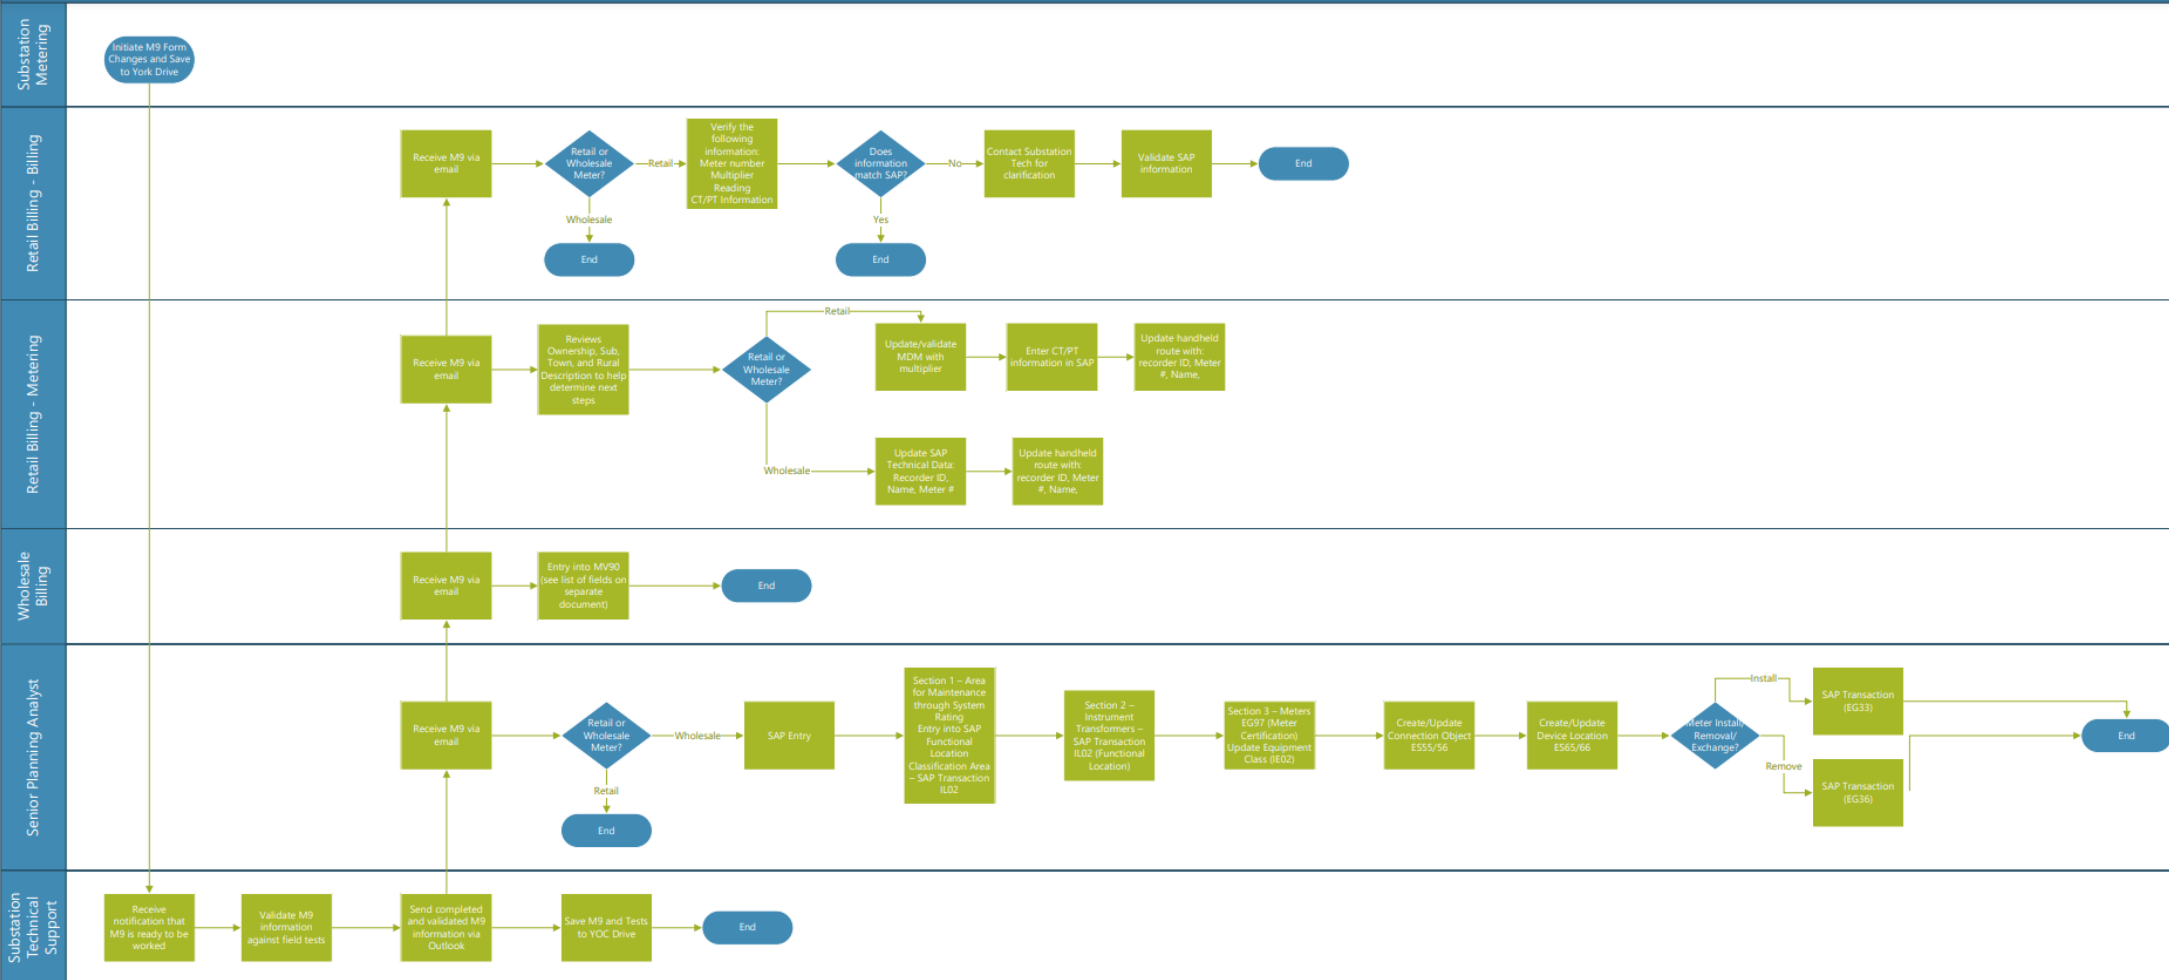 Substation
Metering
Initiate M9 Form
Changes and Save
to York Drive
Retail Billing - Billing
Receive M9 via
email
Retail or
Wholesale
Meter?
Retail
Wholesale
End
Verify the
following
information:
Meter number
Multiplier
Reading
CT/PT Information
Does
information
match SAP?
No
Yes
End
Contact Substation
Tech for
clarification
Validate SAP
information
End
Retail Billing - Metering
Receive M9 via
email
Reviews
Ownership, Sub,
Town, and Rural
Description to help
determine next
steps
Retail or
Wholesale
Meter?
Retail
Update/validate
MDM with
multiplier
Enter CT/PT
information in SAP
Update handheld
route with:
recorder ID, Meter
#, Name,
Wholesale
Update SAP
Technical Data:
Recorder ID,
Name, Meter #
Update handheld
route with:
recorder ID, Meter
#, Name,
Wholesale
Billing
Receive M9 via
email
Entry into MV90
(see list of fields on
separate
document)
End
Senior Planning Analyst
Receive M9 via
email
Retail or
Wholesale
Meter?
Wholesale
Retail
End
SAP Entry
Section 1 – Area
for Maintenance
through System
Rating
Entry into SAP
Functional
Location
Classification Area
– SAP Transaction
IL02
Section 2 –
Instrument
Transformers –
SAP Transaction
IL02 (Functional
Location)
Section 3 – Meters
EG97 (Meter
Certification)
Update Equipment
Class (IE02)
Create/Update
Connection Object
ES55/56
Create/Update
Device Location
ES65/66
Meter Install/
Removal/
Exchange?
Install
SAP Transaction
(EG33)
Remove
SAP Transaction
(EG36)
End
Substation
Technical
Support
Receive
notification that
M9 is ready to be
worked
Validate M9
information
against field tests
Send completed
and validated M9
information via
Outlook
Save M9 and Tests
to YOC Drive
End